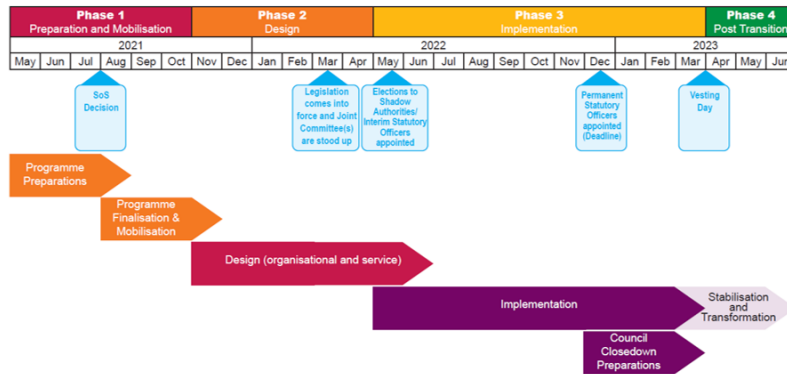 Phase 1
Preparation and Mobilisation
Phase 2
Design
Phase 3
Implementation
Phase 4
Post Transition
2021
2022
2023
May Jun Jul Aug Sep Oct Nov Dec Jan Feb Mar Apr May Jun Jul Aug Sep Oct Nov Dec Jan Feb Mar Apr May Jun
SoS
Decision
Legislation
comes into
force and Joint
Committee(s)
are stood up
Elections to
Shadow
Authorities/
Interim Statutory
Officers
appointed
Permanent
Statutory
Officers
appointed
(Deadline)
Vesting
Day
Programme
Preparations
Programme
Finalisation &
Mobilisation
Design (organisational and service)
Implementation
Stabilisation
and
Transformation
Council
Closedown
Preparations